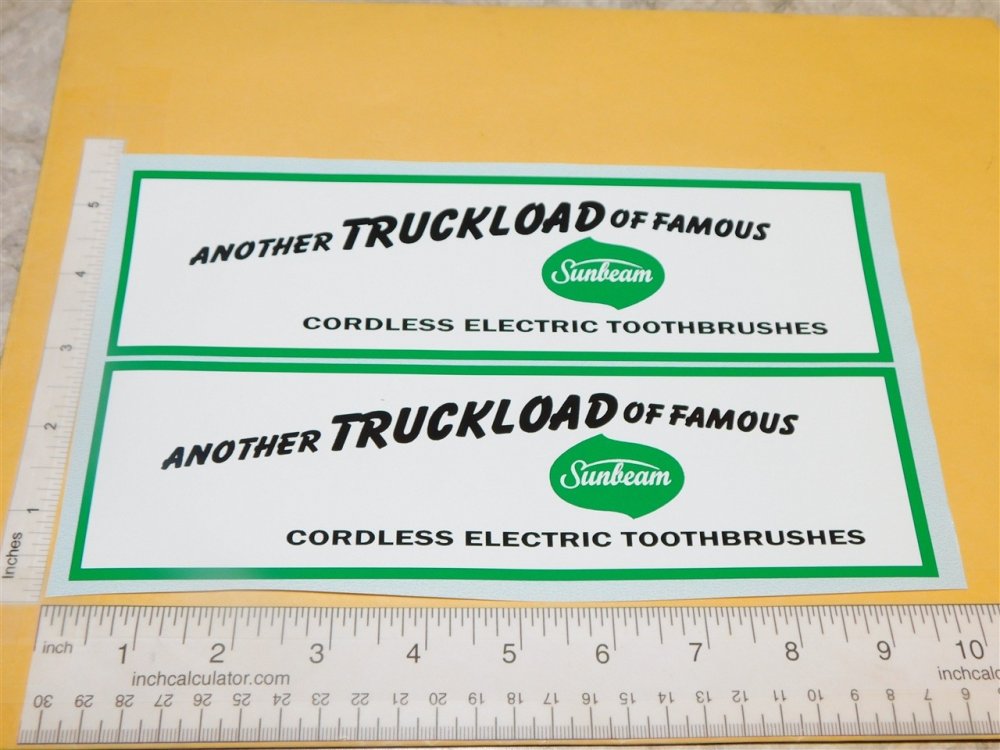 ANOTHER TRUCKLOAD OF FAMOUS
Sunbeam
CORDLESS ELECTRIC TOOTHBRUSHES
ANOTHER TRUCKLOAD OF FAMOUS
Sunbeam
CORDLESS ELECTRIC TOOTHBRUSHES
5
4
3
2
1
Inches
inch 1 2 3 4 5 6 7 8 9 10
inchcalculator.com inchcalc
30 29 28 27 26 25 24 23 22 21 20 19 18 17 16 15 14 13 12 11 10 9 8 7 6 5